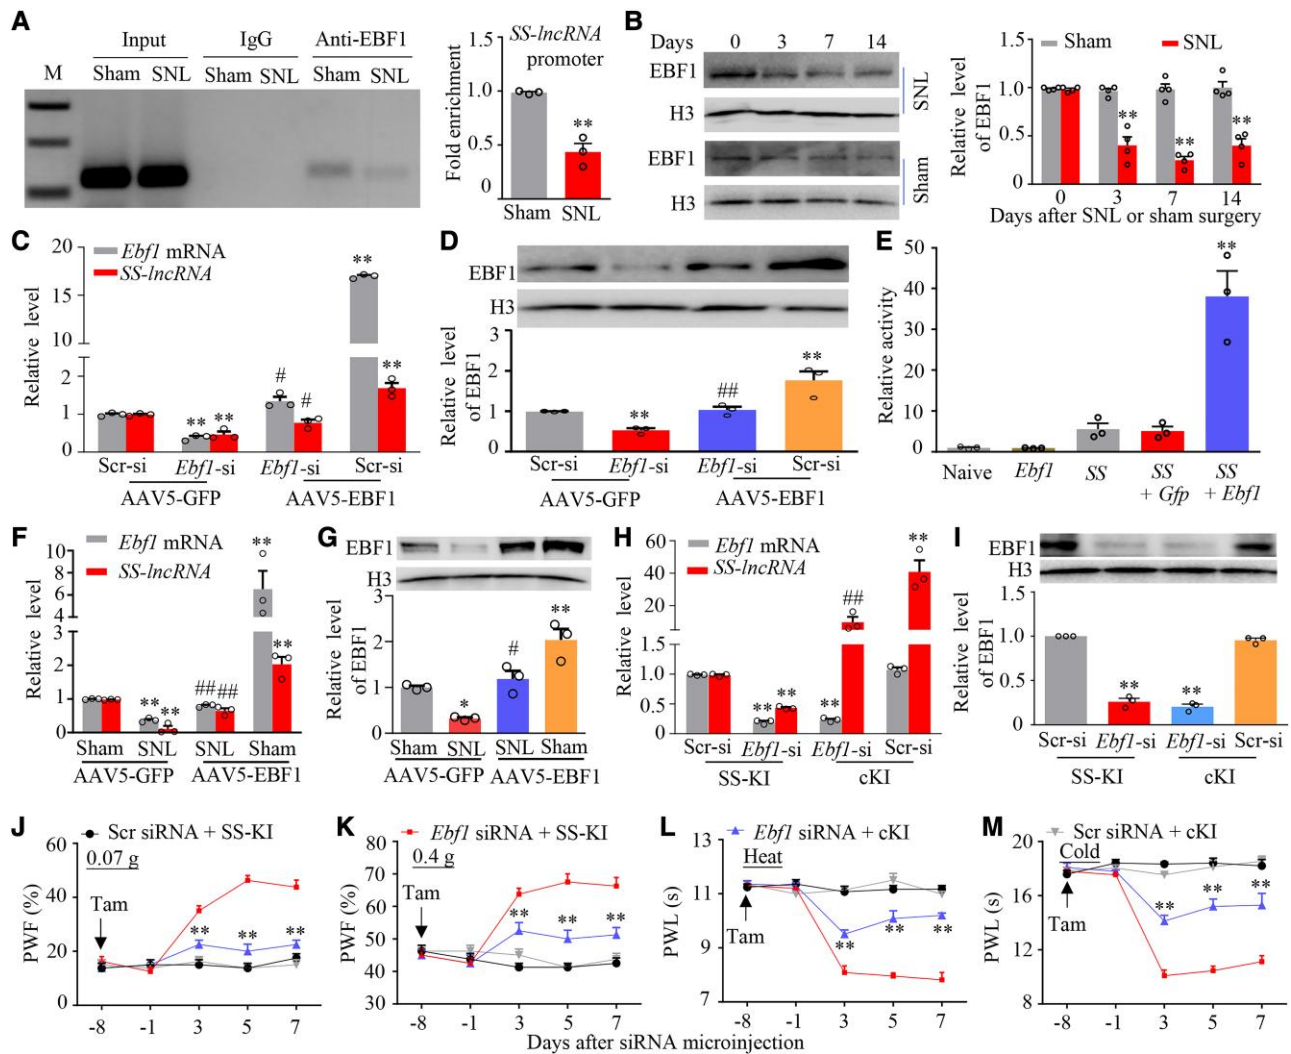 A
Input IgG Anti-EBF1
M Sham SNL Sham SNL Sham SNL
SS-lncRNA
promoter
Fold enrichment
1.5
1.0
0.5
0
**
Sham SNL
B
Days 0 3 7 14
EBF1
H3
SNL
EBF1
H3
Sham
Sham SNL
Relative level
of EBF1
1.5
1.0
0.5
0
** ** **
0 3 7 14
Days after SNL or sham surgery
C
Ebf1 mRNA
SS-lncRNA
Relative level
20
15
10
2
1
0
** ** # # ** **
Scr-si Ebf1-si Ebf1-si Scr-si
AAV5-GFP AAV5-EBF1
D
EBF1
H3
Relative level
of EBF1
3
2
1
0
** ## **
Scr-si Ebf1-si Ebf1-si Scr-si
AAV5-GFP AAV5-EBF1
E
Relative activity
50
40
30
20
10
0
**
Naive Ebf1 SS SS SS
+ Gfp + Ebf1
F
Ebf1 mRNA
SS-lncRNA
Relative level
10
8
6
4
3
2
1
0
** ** ## ## ** **
Sham SNL SNL Sham
AAV5-GFP AAV5-EBF1
G
EBF1
H3
Relative level
of EBF1
3
2
1
0
* # **
Sham SNL SNL Sham
AAV5-GFP AAV5-EBF1
H
Ebf1 mRNA
SS-lncRNA
Relative level
60
40
20
1.5
1.0
0.5
0
** ** ** ## **
Scr-si Ebf1-si Ebf1-si Scr-si
SS-KI cKI
I
EBF1
H3
Relative level
of EBF1
1.5
1.0
0.5
0
** **
Scr-si Ebf1-si Ebf1-si Scr-si
SS-KI cKI
J
Scr siRNA + SS-KI
0.07 g
Tam
PWF (%)
60
40
20
0
** ** **
-8 -1 3 5 7
K
Ebf1 siRNA + SS-KI
0.4 g
Tam
PWF (%)
80
70
60
50
40
30
** ** **
-8 -1 3 5 7
L
Ebf1 siRNA + cKI
Heat
Tam
PWL (s)
13
11
9
7
** ** **
-8 -1 3 5 7
M
Scr siRNA + cKI
Cold
Tam
PWL (s)
20
18
12
6
** ** **
-8 -1 3 5 7
Days after siRNA microinjection